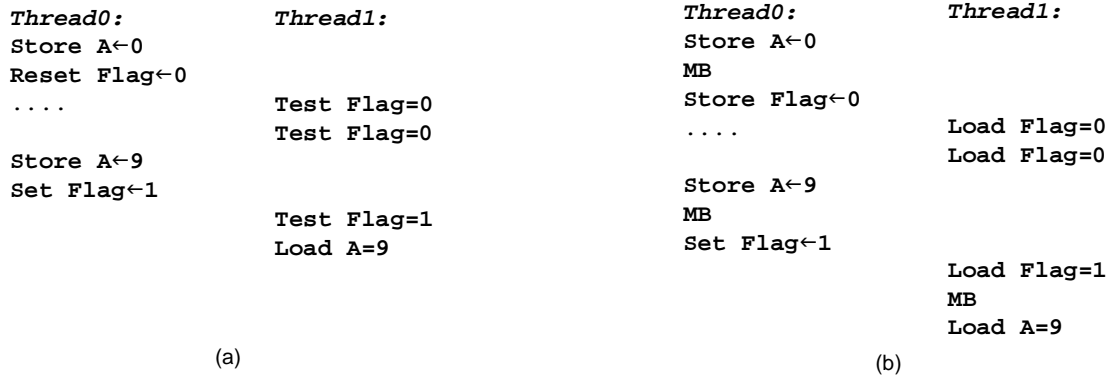 Thread0:
Store A←0
Reset Flag←0
....
Store A←9
Set Flag←1
Thread1:
Test Flag=0
Test Flag=0
Test Flag=1
Load A=9
(a)
Thread0:
Store A←0
MB
Store Flag←0
....
Store A←9
MB
Set Flag←1
Thread1:
Load Flag=0
Load Flag=0
Load Flag=1
MB
Load A=9
(b)